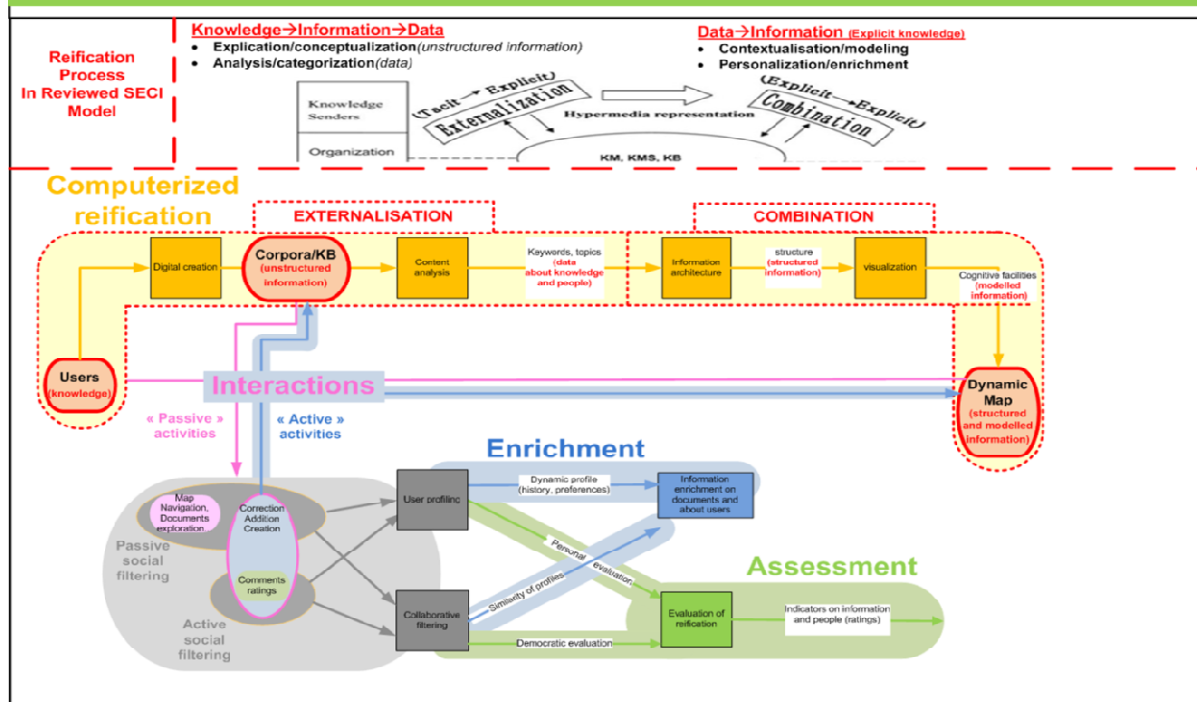 Knowledge→Information→Data
• Explication/conceptualization(unstructured information)
• Analysis/categorization(data)
Data→Information (Explicit knowledge)
• Contextualisation/modeling
• Personalization/enrichment
Reification
Process
In Reviewed SECI
Model
Knowledge
Senders
Organization
(Tacit → Explicit)
Externalization
Hypermedia representation
(Explicit → Explicit)
Combination
KM, KMS, KB
Computerized
reification
EXTERNALISATION
COMBINATION
Digital creation
Corpora/KB
(unstructured
information)
Content
analysis
Keywords, topics
(data
about knowledge
and people)
Information
architecture
structure
(structured
information)
visualization
Cognitive facilities
(modelled
information)
Users
(knowledge)
Interactions
Dynamic
Map
(structured
and modelled
information)
« Passive »
activities
« Active »
activities
Enrichment
Map
Navigation,
Documents
exploration...
Correction
Addition
Creation
Passive
social
filtering
Comments
ratings
Active
social
filtering
User profiling
Dynamic profile
(history, preferences)
Information
enrichment on
documents and
about users
Personal evaluation
Similarity of profiles
Assessment
Collaborative
filtering
Democratic evaluation
Evaluation of
reification
Indicators on information
and people (ratings)